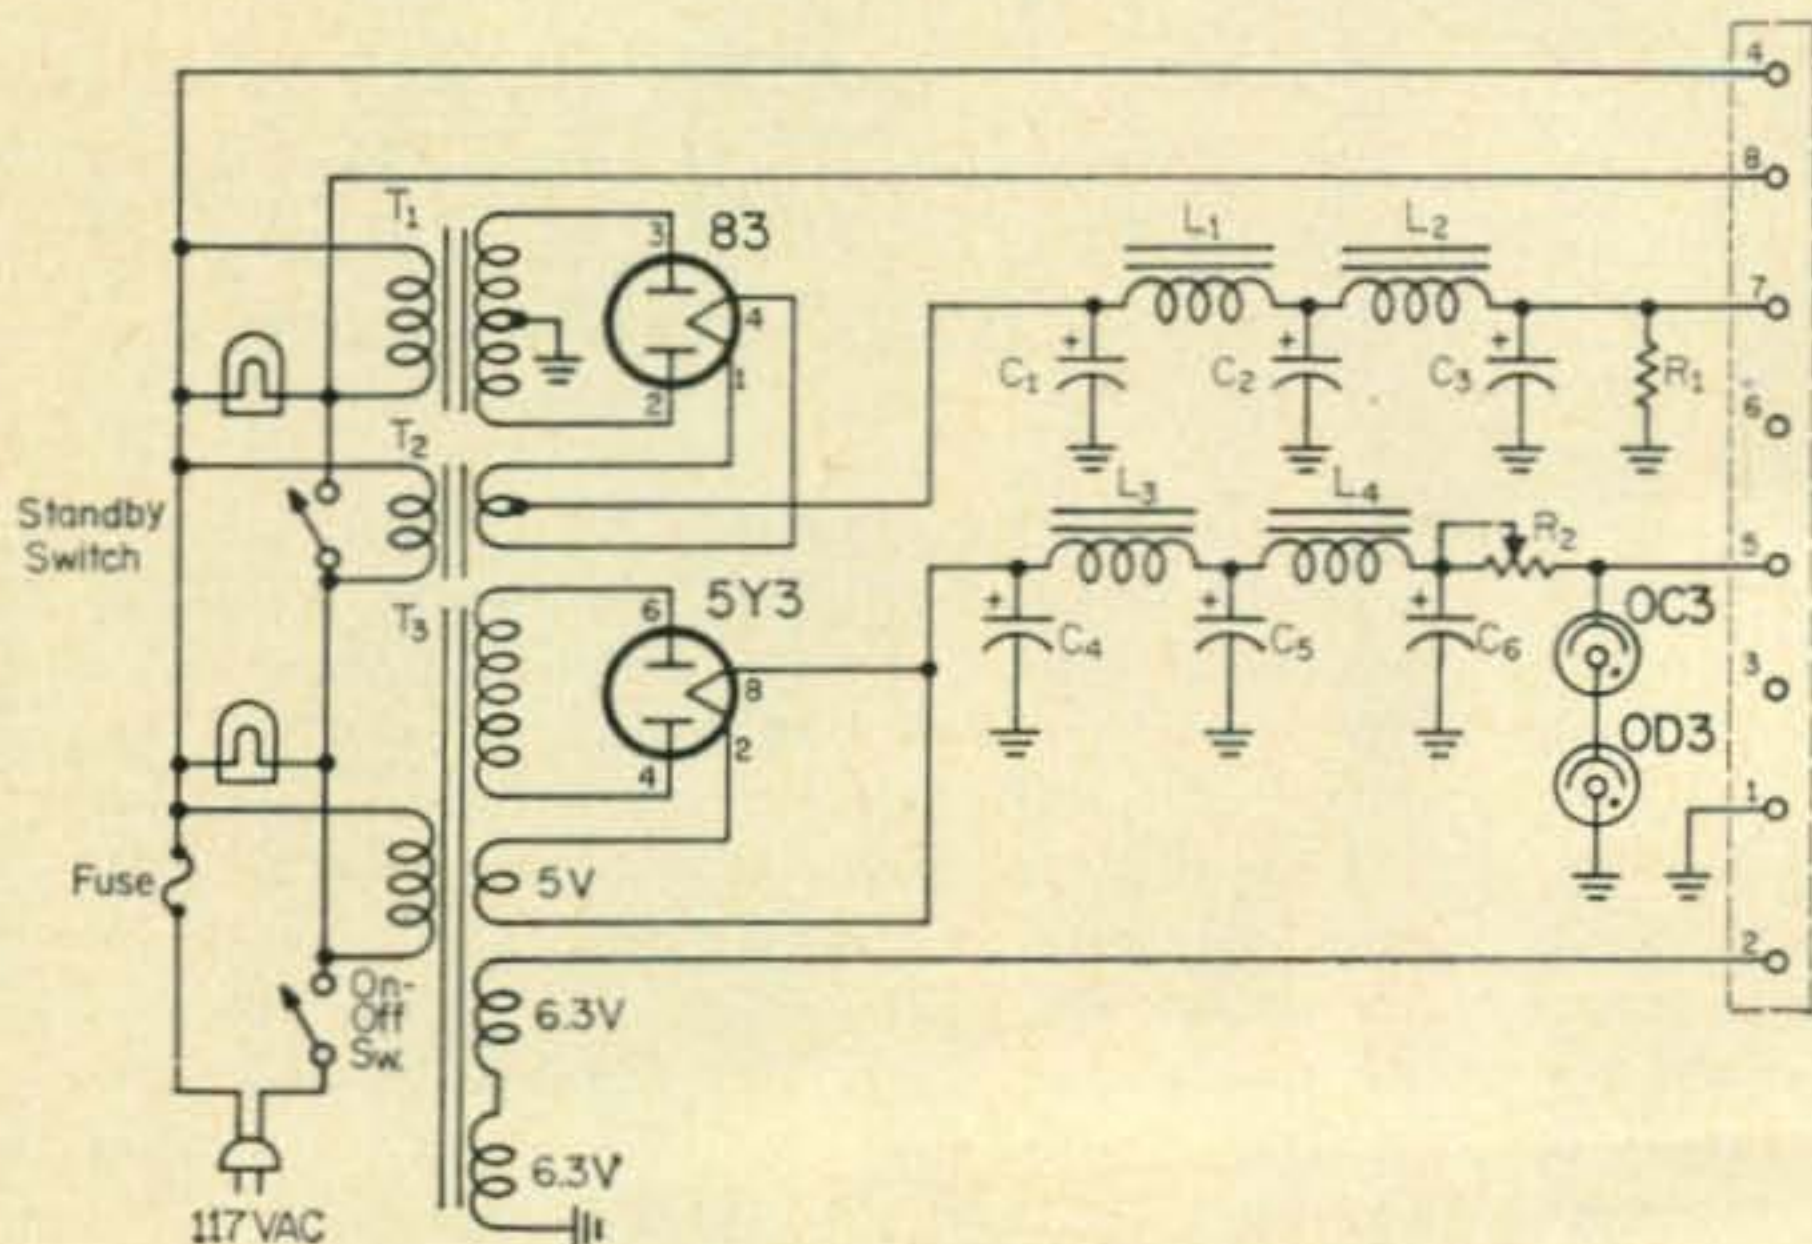 4
8
T1
3
83
4
1
2
L1
L2
7
C1
+
C2
+
C3
+
R1
6
T2
Standby
Switch
L3
L4
R2
5
T3
6
5Y3
8
2
4
+
C4
+
C5
+
C6
OC3
3
OD3
1
Fuse
5V
2
On-
Off
Sw.
6.3V
6.3V
117 VAC